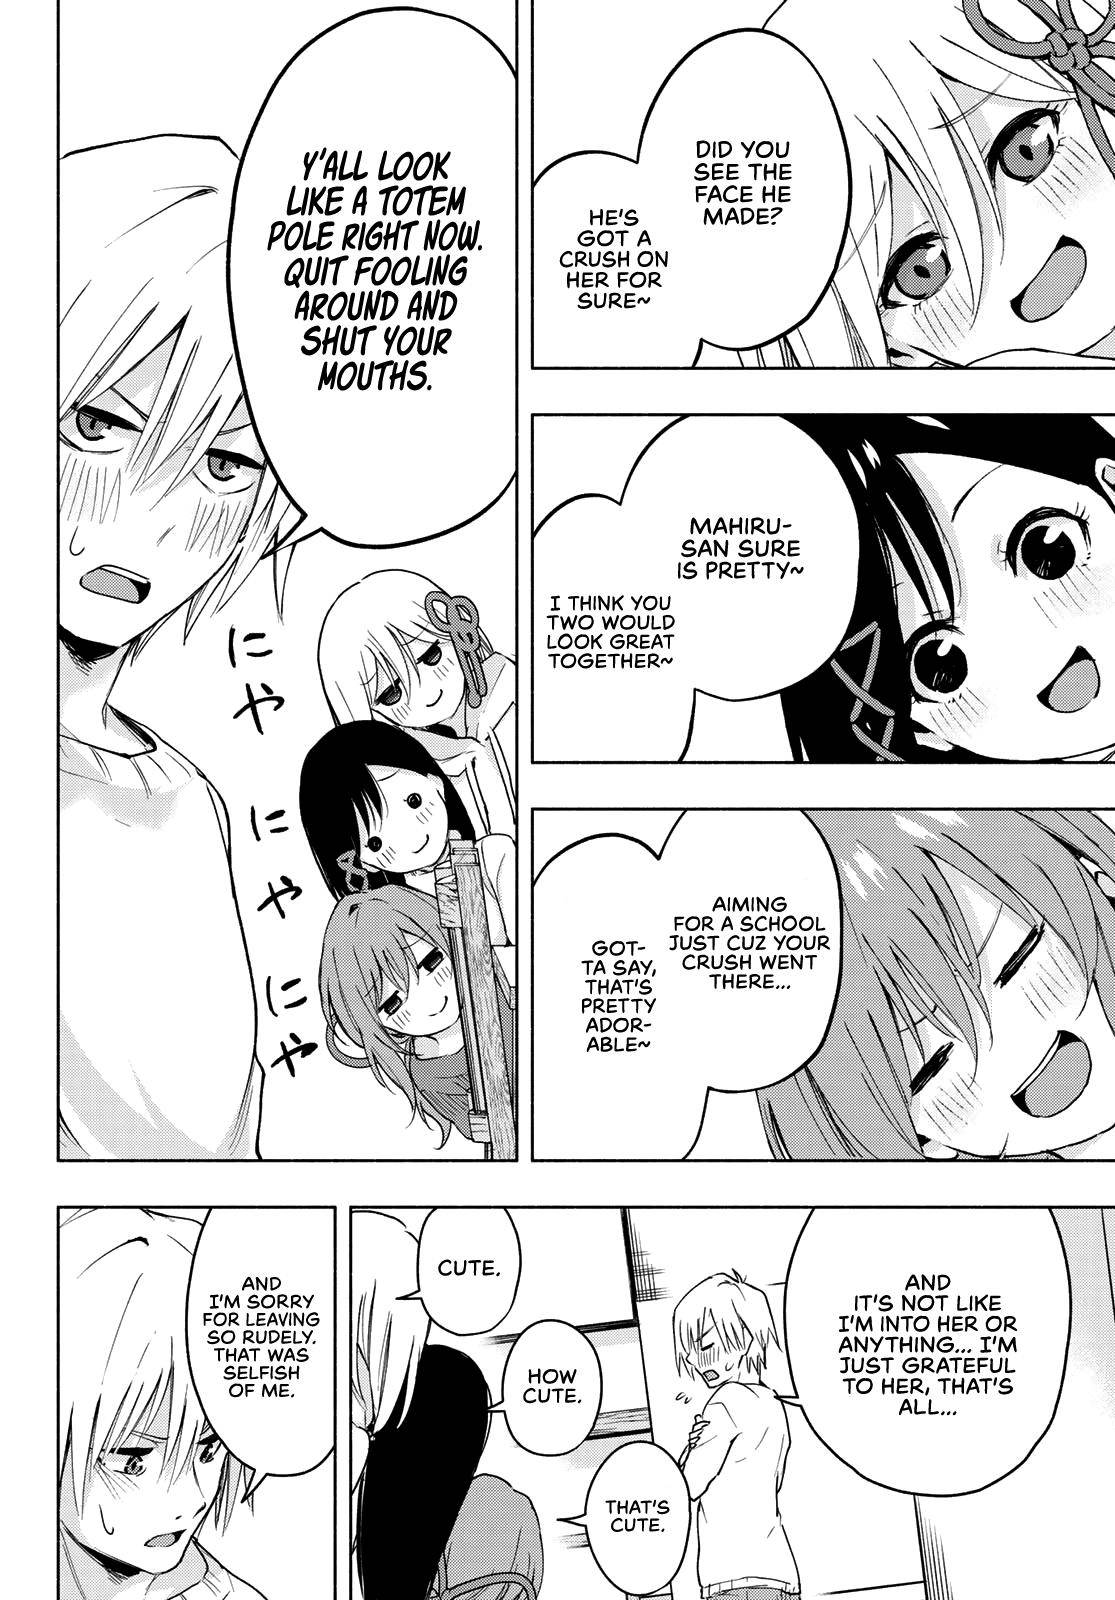 DID YOU
SEE THE
FACE HE
MADE?
HE'S
GOT A
CRUSH ON
HER FOR
SURE~
MAHIRU-
SAN SURE
IS PRETTY~
I THINK YOU
TWO WOULD
LOOK GREAT
TOGETHER~
AIMING
FOR A SCHOOL
JUST CUZ YOUR
CRUSH WENT
THERE...
GOT-
TA SAY,
THAT'S
PRETTY
ADOR-
ABLE~
Y'ALL LOOK
LIKE A TOTEM
POLE RIGHT NOW.
QUIT FOOLING
AROUND AND
SHUT YOUR
MOUTHS.
にや
にや
にや
AND
IT'S NOT LIKE
I'M INTO HER OR
ANYTHING... I'M
JUST GRATEFUL
TO HER, THAT'S
ALL...
CUTE.
HOW
CUTE.
THAT'S
CUTE.
AND
I'M SORRY
FOR LEAVING
SO RUDELY.
THAT WAS
SELFISH
OF ME.